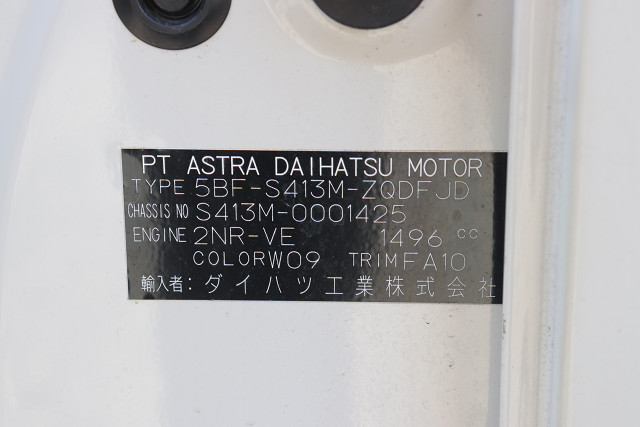 PT ASTRA DAIHATSU MOTOR
TYPE 5BF-S413M-ZQDFJD
CHASSIS NO S413M-0001425
ENGINE 2NR-VE 1496 cc
COLOR W09 TRIM FA10
輸入者: ダイハツ工業株式会社